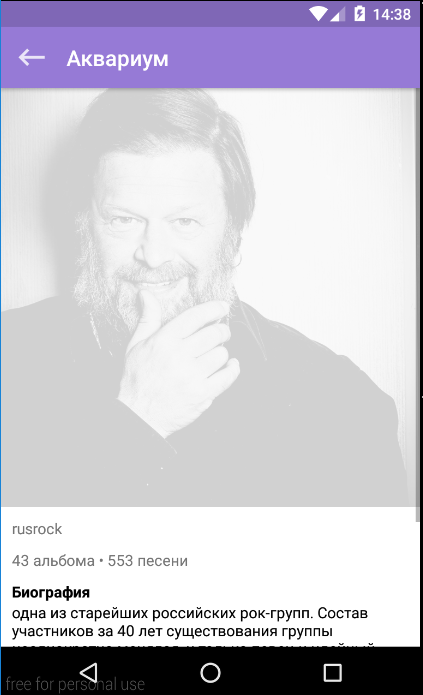 14:38
Аквариум
rusrock
43 альбома • 553 песени
Биография
одна из старейших российских рок-групп. Состав
участников за 40 лет существования группы
free for personal use